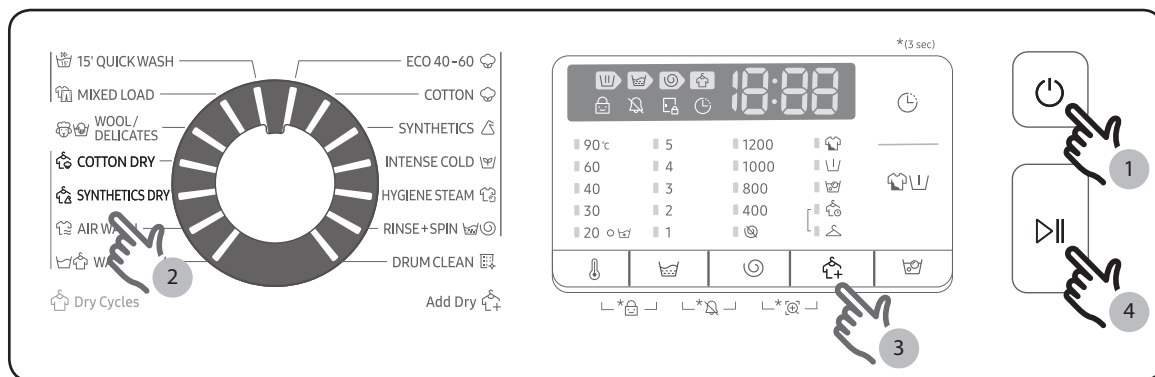 15' QUICK WASH
MIXED LOAD
WOOL/
DELICATES
COTTON DRY
SYNTHETICS DRY
AIR WA
WA
Dry Cycles
ECO 40-60
COTTON
SYNTHETICS
INTENSE COLD
HYGIENE STEAM
RINSE+SPIN
DRUM CLEAN
Add Dry
*(3 sec)
18:88
90℃ 5 1200
60 4 1000
40 3 800
30 2 400
20 1
*
*
*
1
2
3
4